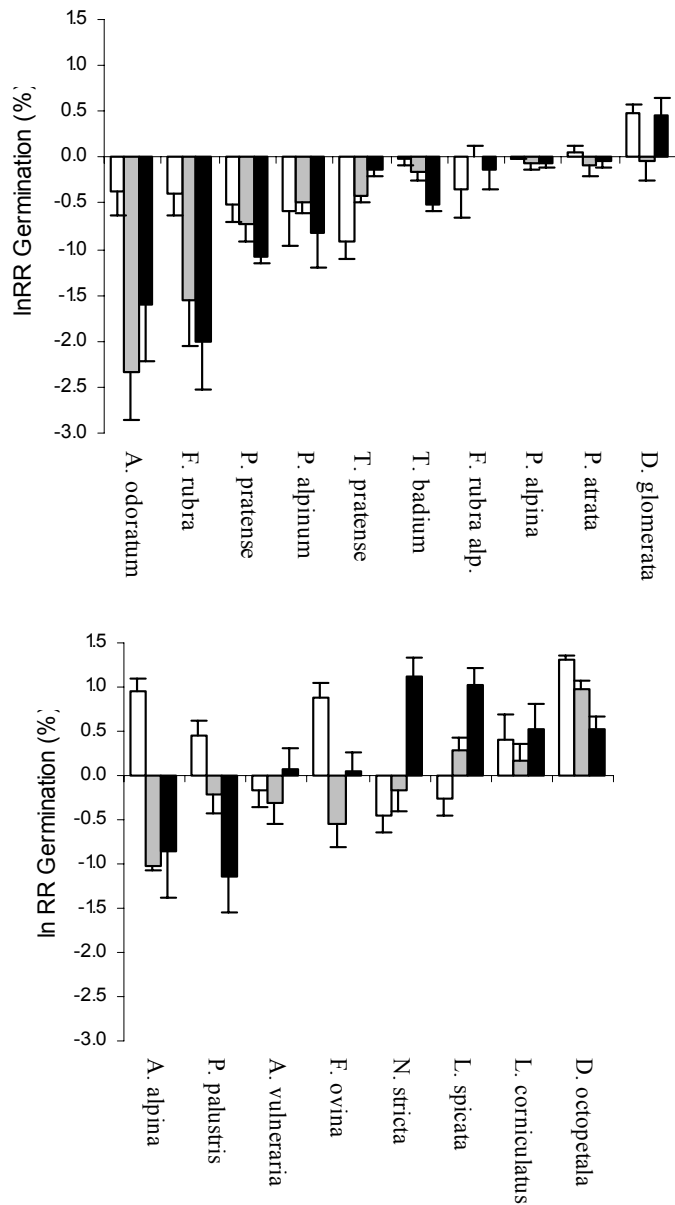 1.5
1.0
0.5
0.0
-0.5
-1.0
-1.5
-2.0
-2.5
-3.0
lnRR Germination (%)
A. odoratum
F. rubra
P. pratense
P. alpinum
T. pratense
T. badium
F. rubra alp.
P. alpina
P. atrata
D. glomerata
1.5
1.0
0.5
0.0
-0.5
-1.0
-1.5
-2.0
-2.5
-3.0
ln RR Germination (%)
A. alpina
P. palustris
A. vulneraria
F. ovina
N. stricta
L. spicata
L. corniculatus
D. octopetala